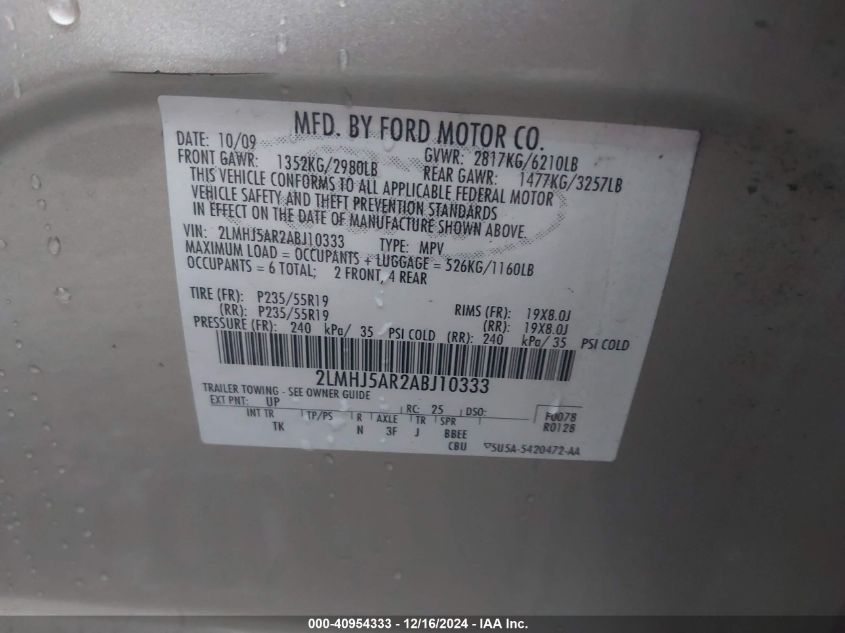 MFD. BY FORD MOTOR CO.
DATE: 10/09 GVWR: 2817KG/6210LB
FRONT GAWR: 1352KG/2980LB REAR GAWR: 1477KG/3257LB
THIS VEHICLE CONFORMS TO ALL APPLICABLE FEDERAL MOTOR
VEHICLE SAFETY AND THEFT PREVENTION STANDARDS
IN EFFECT ON THE DATE OF MANUFACTURE SHOWN ABOVE.
VIN: 2LMHJ5AR2ABJ10333 TYPE: MPV
MAXIMUM LOAD = OCCUPANTS + LUGGAGE = 526KG/1160LB
OCCUPANTS = 6 TOTAL; 2 FRONT, 4 REAR
TIRE (FR): P235/55R19 RIMS (FR): 19X8.0J
(RR): P235/55R19 (RR): 19X8.0J
PRESSURE (FR): 240 kPa/ 35 PSI COLD (RR): 240 kPa/ 35 PSI COLD
2LMHJ5AR2ABJ10333
TRAILER TOWING - SEE OWNER GUIDE
EXT PNT: UP RC: 25 DSO: F0078
INT TR TP/PS R AXLE TR SPR R0128
TK N 3F J BBEE
CBU 5U5A-5420472-AA
000-40954333 - 12/16/2024 - IAA Inc.